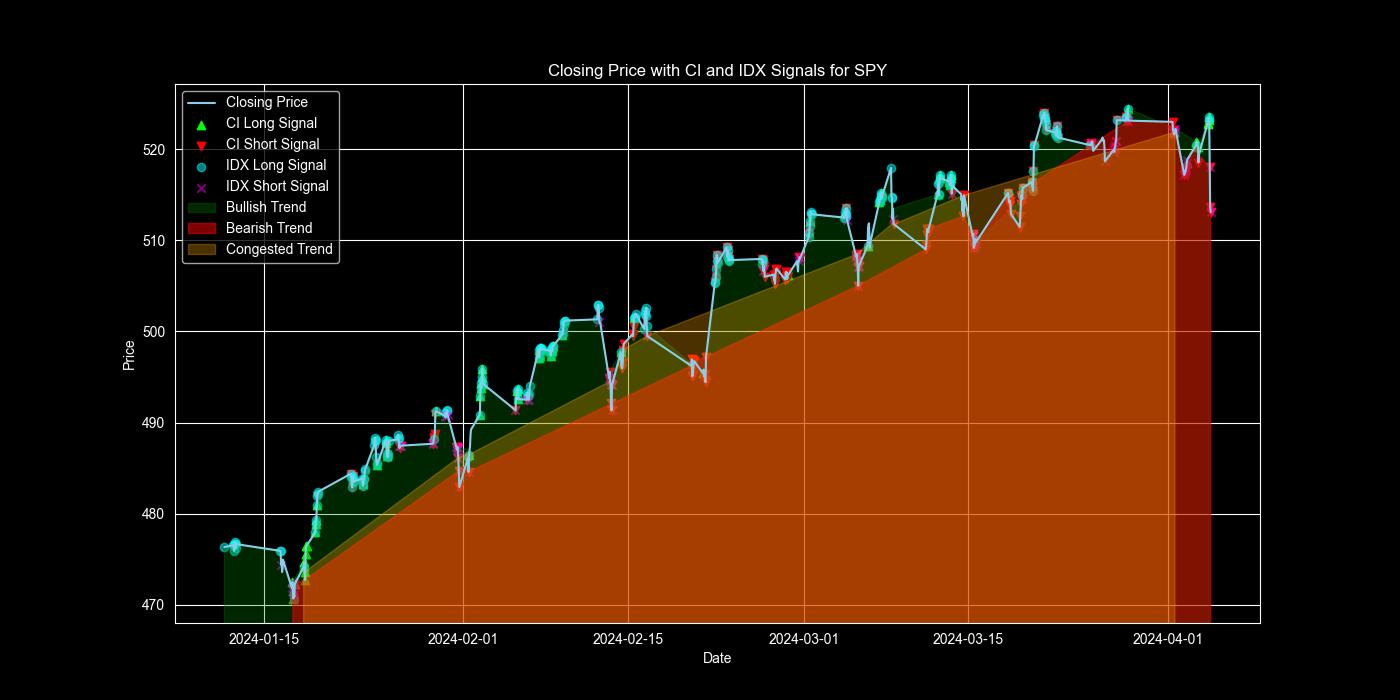 Closing Price with CI and IDX Signals for SPY
Closing Price
CI Long Signal
CI Short Signal
IDX Long Signal
IDX Short Signal
Bullish Trend
Bearish Trend
Congested Trend
Price
520
510
500
490
480
470
2024-01-15
2024-02-01
2024-02-15
2024-03-01
2024-03-15
2024-04-01
Date